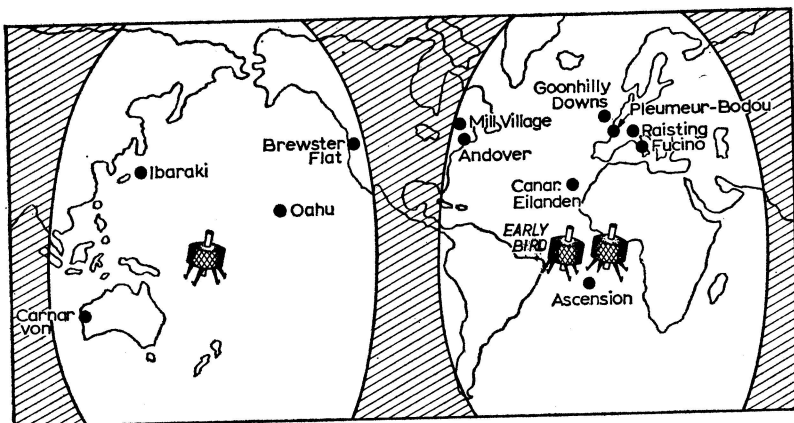 Goonhilly
Downs
Pleumeur-Bodou
Mill Village
Raisting
Brewster
Flat
Andover
Fucino
Ibaraki
Canar.
Eilanden
Oahu
EARLY
BIRD
Ascension
Carnar
von